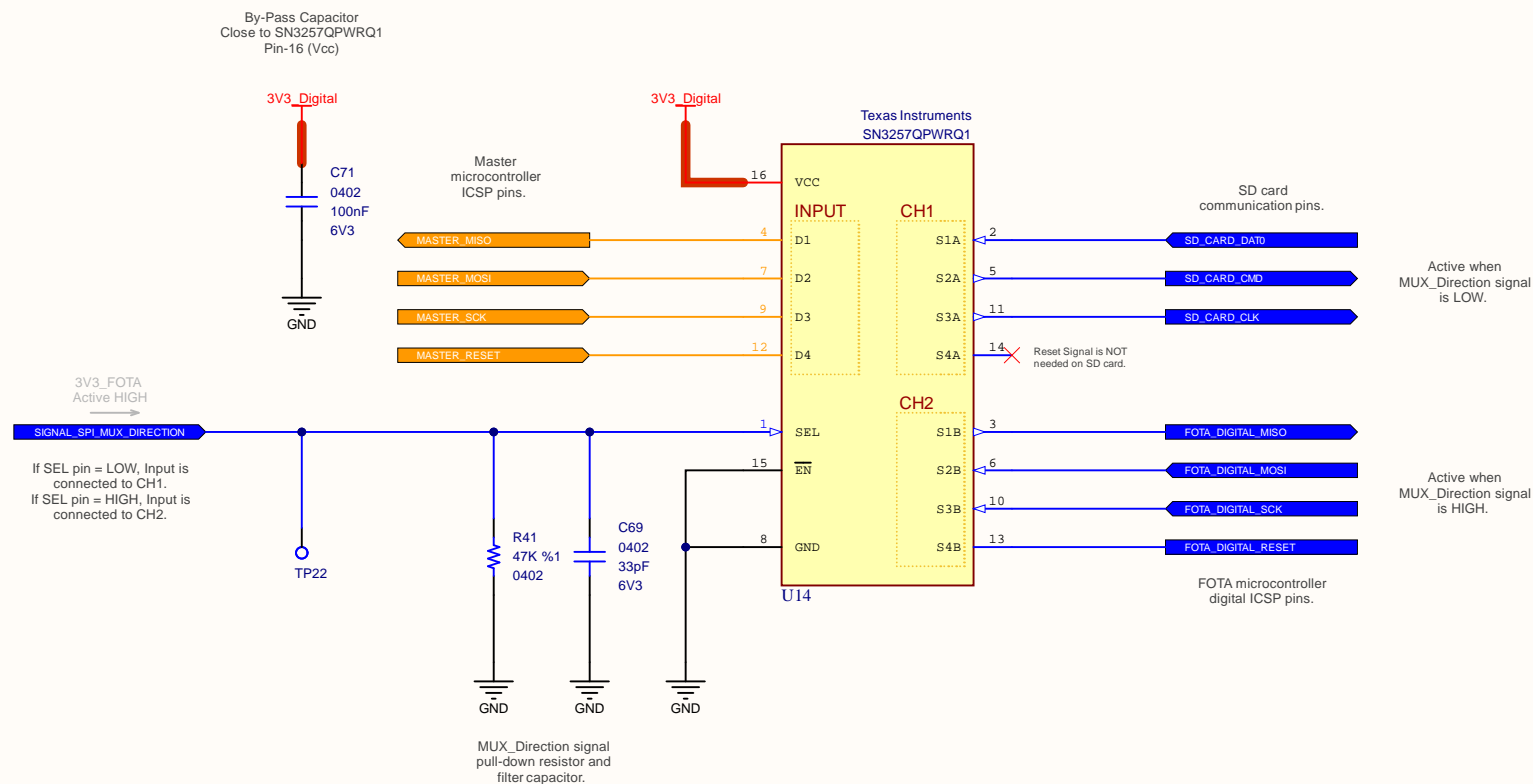 By-Pass Capacitor
Close to SN3257QPWRQ1
Pin-16 (Vcc)
3V3_Digital
C71
0402
100nF
6V3
GND
Master
microcontroller
ICSP pins.
MASTER_MISO
MASTER_MOSI
MASTER_SCK
MASTER_RESET
3V3_Digital
Texas Instruments
SN3257QPWRQ1
16
VCC
INPUT
CH1
4
D1
S1A
2
7
D2
S2A
5
9
D3
S3A
11
12
D4
S4A
14
CH2
1
SEL
S1B
3
15
EN
S2B
6
S3B
10
8
GND
S4B
13
U14
SD card
communication pins.
SD_CARD_DAT0
SD_CARD_CMD
SD_CARD_CLK
Reset Signal is NOT
needed on SD card.
Active when
MUX_Direction signal
is LOW.
FOTA_DIGITAL_MISO
FOTA_DIGITAL_MOSI
FOTA_DIGITAL_SCK
FOTA_DIGITAL_RESET
Active when
MUX_Direction signal
is HIGH.
FOTA microcontroller
digital ICSP pins.
3V3_FOTA
Active HIGH
SIGNAL_SPI_MUX_DIRECTION
If SEL pin = LOW, Input is
connected to CH1.
If SEL pin = HIGH, Input is
connected to CH2.
TP22
R41
47K %1
0402
C69
0402
33pF
6V3
GND
GND
GND
MUX_Direction signal
pull-down resistor and
filter capacitor.